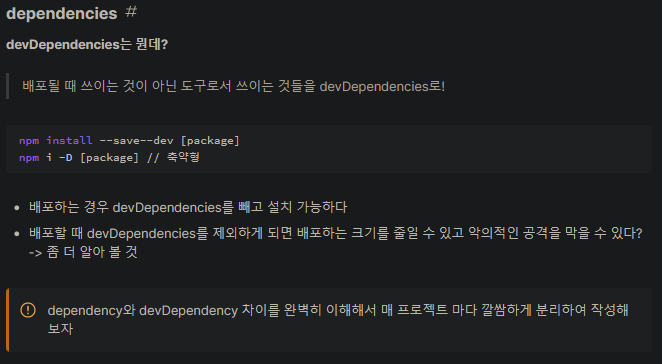 dependencies #
devDependencies는 뭔데?
배포될 때 쓰이는 것이 아닌 도구로서 쓰이는 것들을 devDependencies로!
npm install --save--dev [package]
npm i -D [package] // 축약형
배포하는 경우 devDependencies를 빼고 설치 가능하다
배포할 때 devDependencies를 제외하게 되면 배포하는 크기를 줄일 수 있고 악의적인 공격을 막을 수 있다?
-> 좀 더 알아 볼 것
dependency와 devDependency 차이를 완벽히 이해해서 매 프로젝트 마다 깔쌈하게 분리하여 작성해
보자